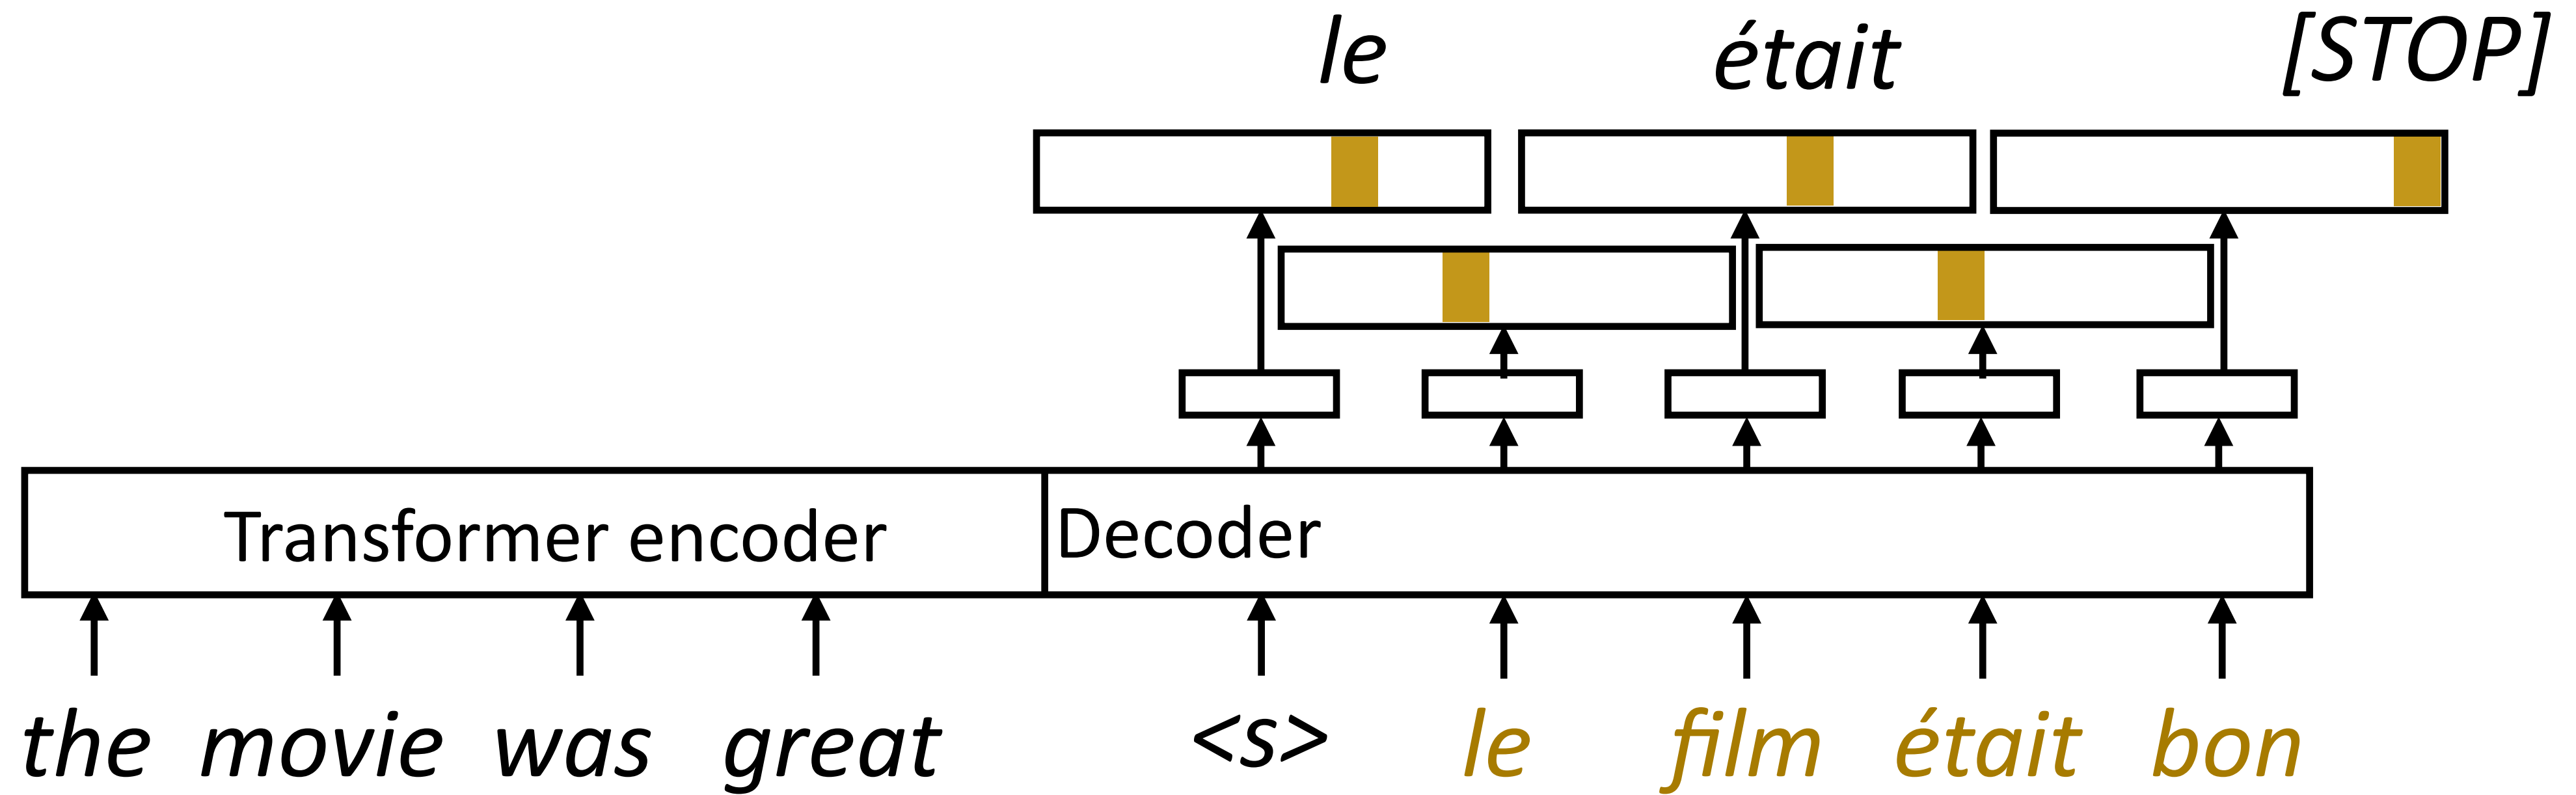 le était [STOP]
Transformer encoder Decoder
the movie was great <s> le film était bon